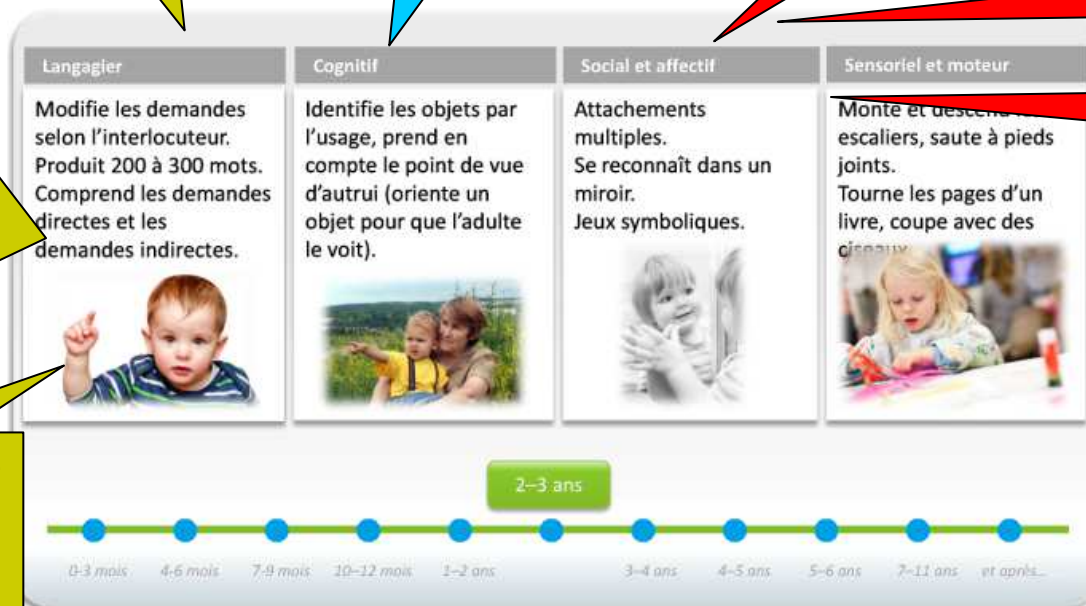 Langagier
Modifie les demandes
selon l'interlocuteur.
Produit 200 à 300 mots.
Comprend les demandes
directes et les
demandes indirectes.
Cognitif
Identifie les objets par
l'usage, prend en
compte le point de vue
d'autrui (oriente un
objet pour que l'adulte
le voit).
Social et affectif
Attachements
multiples.
Se reconnaît dans un
miroir.
Jeux symboliques.
Sensoriel et moteur
Monte et descend
escaliers, saute à pieds
joints.
Tourne les pages d'un
livre, coupe avec des
ciseaux
2–3 ans
0-3 mois 4-6 mois 7-9 mois 10–12 mois 1–2 ans 3–4 ans 4–5 ans 5–6 ans 7–11 ans et après...